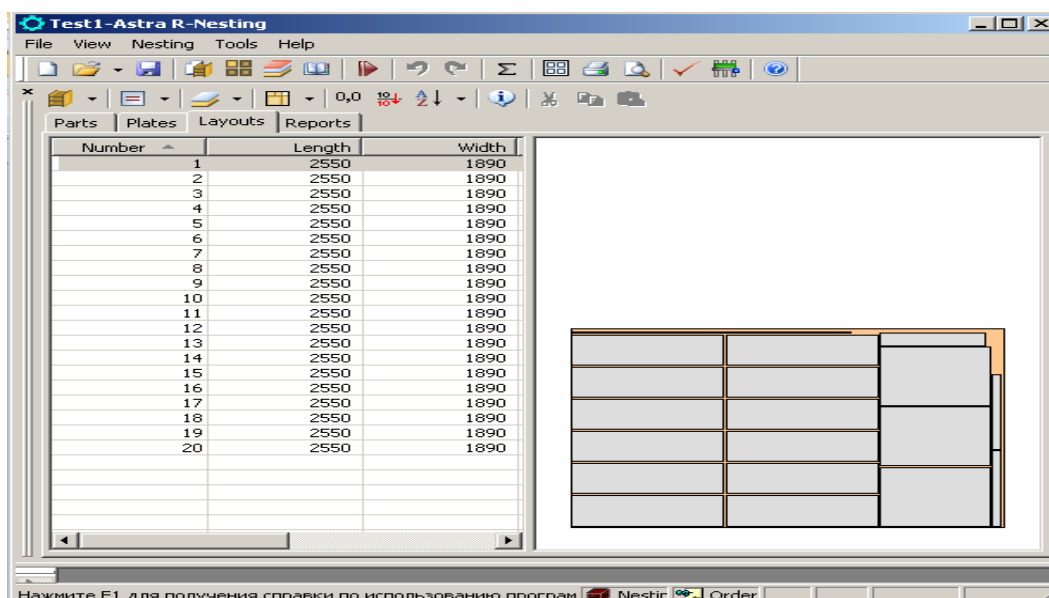 Test1-Astra R-Nesting
File View Nesting Tools Help
0,0
Parts Plates Layouts Reports
Number Length Width
1 2550 1890
2 2550 1890
3 2550 1890
4 2550 1890
5 2550 1890
6 2550 1890
7 2550 1890
8 2550 1890
9 2550 1890
10 2550 1890
11 2550 1890
12 2550 1890
13 2550 1890
14 2550 1890
15 2550 1890
16 2550 1890
17 2550 1890
18 2550 1890
19 2550 1890
20 2550 1890
Нажмите F1 для получения справки по использованию програм Nestin Order